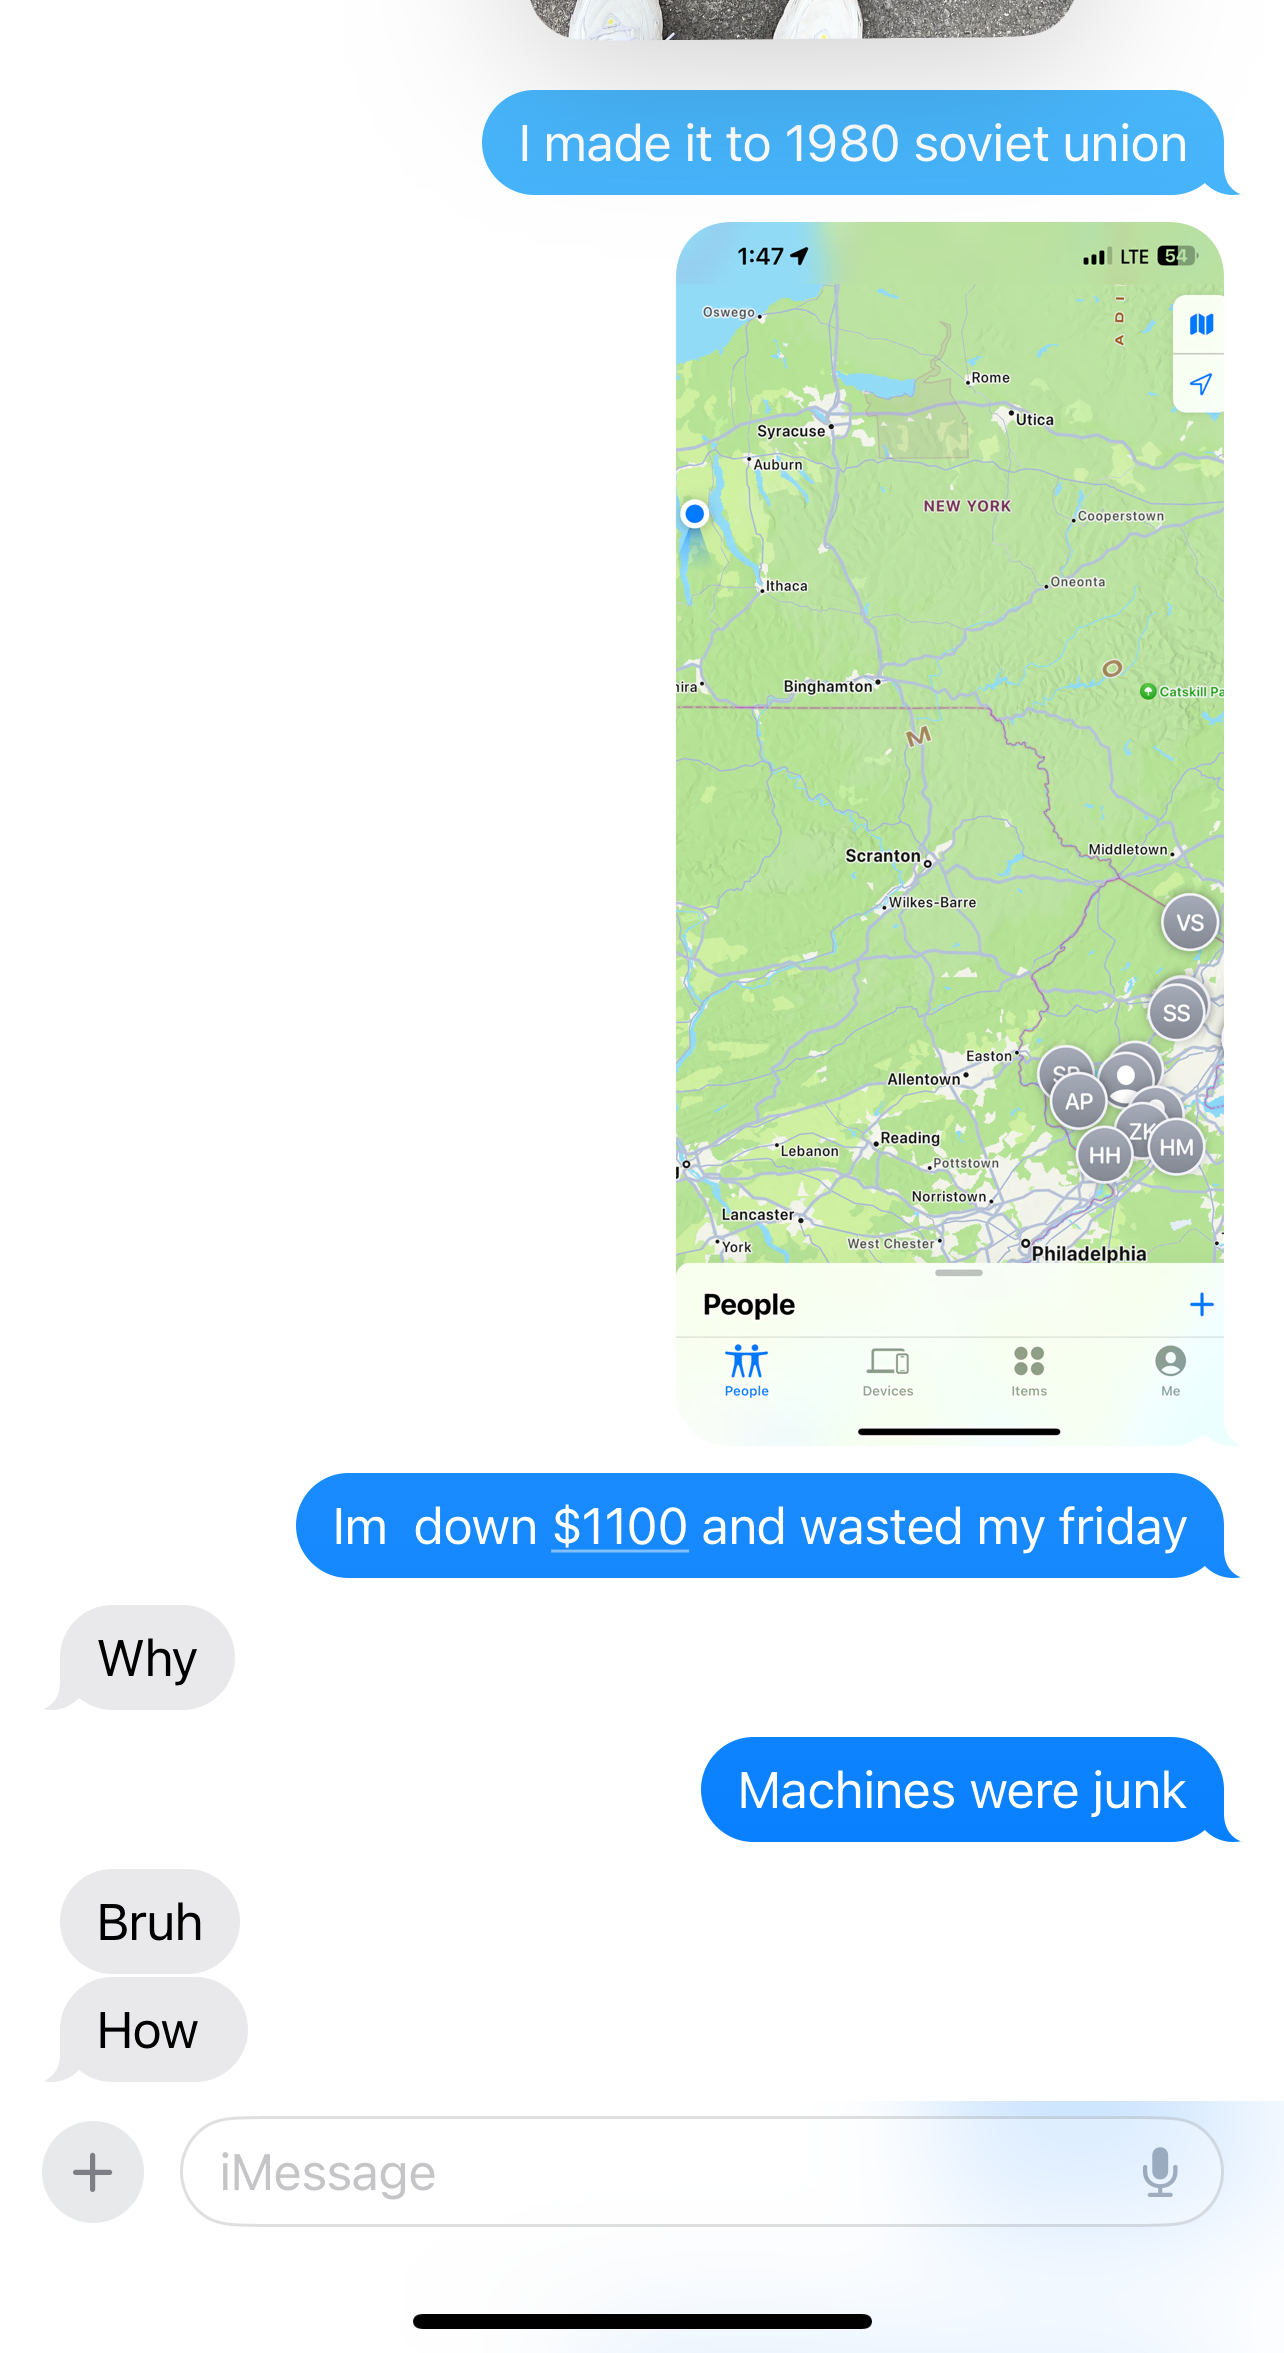 I made it to 1980 soviet union
1:47
LTE 54
Oswego
A D I
Rome
Utica
Syracuse
Auburn
NEW YORK
Cooperstown
Ithaca
Oneonta
O
Binghamton
Catskill Pa
M
Scranton
Middletown
Wilkes-Barre
VS
SS
Easton
Allentown
AP
ZK
HM
HH
Reading
Lebanon
Pottstown
Norristown
Lancaster
York
West Chester
Philadelphia
People
People Devices Items Me
Im  down $1100 and wasted my friday
Why
Machines were junk
Bruh
How
iMessage